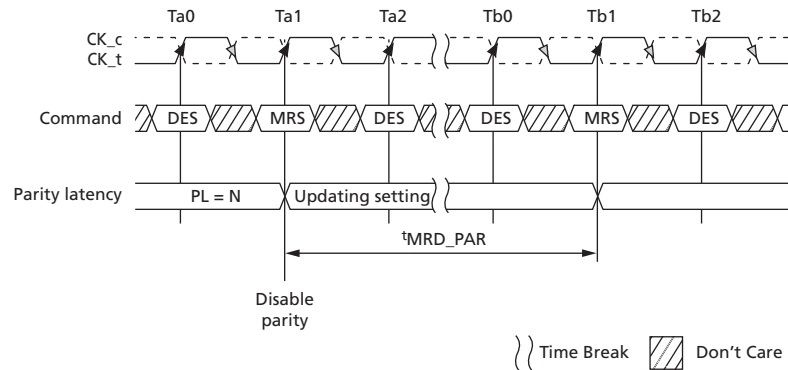 Ta0 Ta1 Ta2 Tb0 Tb1 Tb2
CK_c
CK_t
Command DES MRS DES DES MRS DES
Parity latency PL = N Updating setting
tMRD_PAR
Disable
parity
Time Break Don't Care